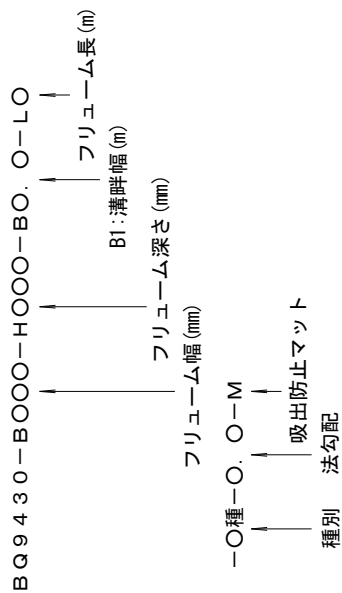 BQ9430-B○○○-H○○○-B○.○-L○
フリューム長(m)
B1:溝畔幅(m)
フリューム深さ(mm)
フリューム幅(mm)
-○種-○.○-M
吸出防止マット
法勾配
種別